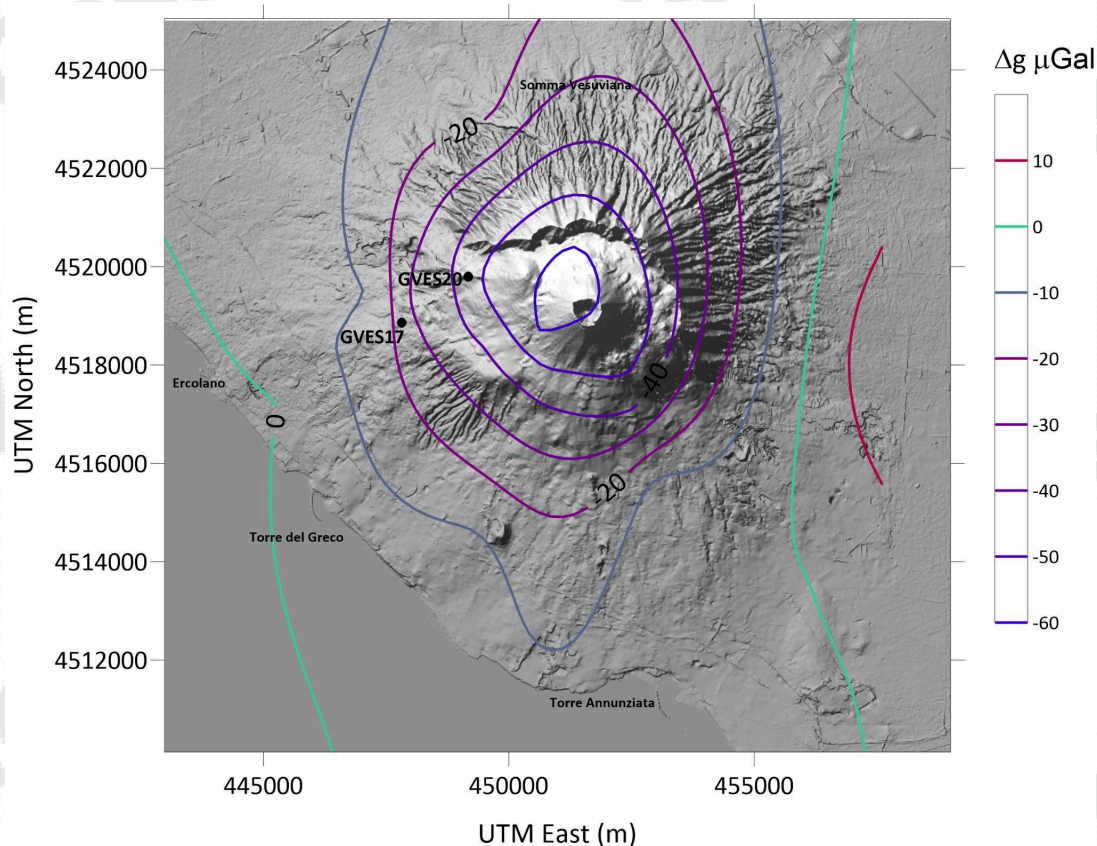 Δg μGal
4524000
4522000
4520000
4518000
4516000
4514000
4512000
UTM North (m)
445000
450000
455000
UTM East (m)
Somma Vesuviana
-20
GVES20
GVES17
Ercolano
0
-40
-20
Torre del Greco
Torre Annunziata
10
0
-10
-20
-30
-40
-50
-60